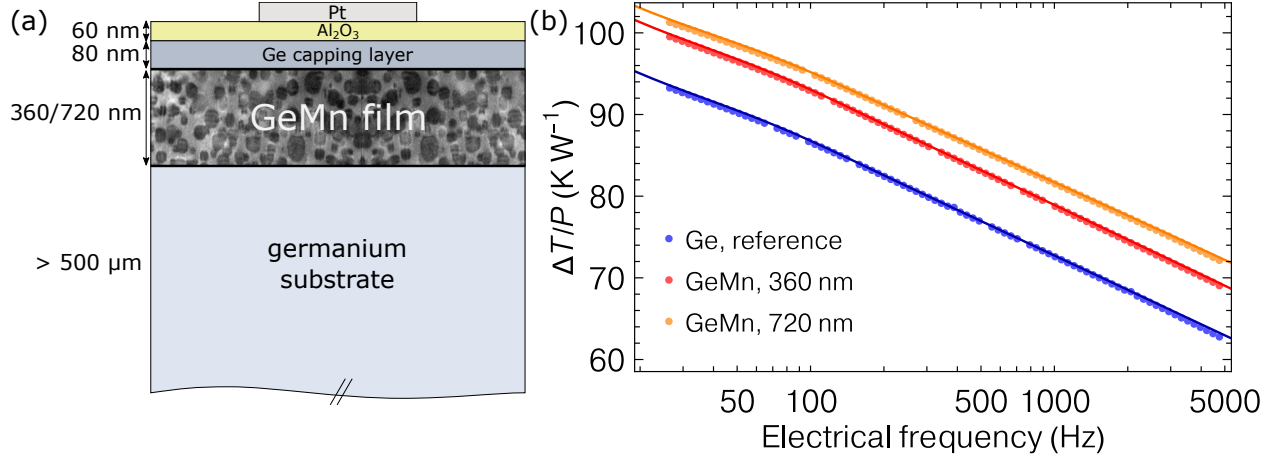 (a)
Pt
60 nm
Al₂O₃
80 nm
Ge capping layer
360/720 nm
GeMn film
> 500 µm
germanium
substrate
(b)
ΔT/P (K W⁻¹)
100
90
80
70
60
Ge, reference
GeMn, 360 nm
GeMn, 720 nm
50
100
500
1000
5000
Electrical frequency (Hz)